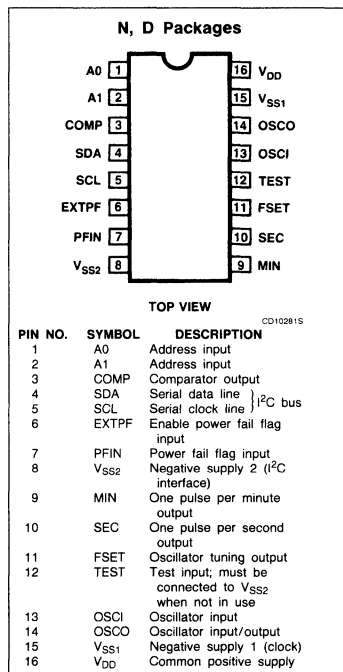 N, D Packages
A0 1
16 VDD
A1 2
15 VSS1
COMP 3
14 OSCO
SDA 4
13 OSCI
SCL 5
12 TEST
EXTPF 6
11 FSET
PFIN 7
10 SEC
VSS2 8
9 MIN
TOP VIEW
CD10281S
PIN NO. SYMBOL DESCRIPTION
1 A0 Address input
2 A1 Address input
3 COMP Comparator output
4 SDA Serial data line
5 SCL Serial clock line } I²C bus
6 EXTPF Enable power fail flag
input
7 PFIN Power fail flag input
8 VSS2 Negative supply 2 (I²C
interface)
9 MIN One pulse per minute
output
10 SEC One pulse per second
output
11 FSET Oscillator tuning output
12 TEST Test input; must be
connected to VSS2
when not in use
13 OSCI Oscillator input
14 OSCO Oscillator input/output
15 VSS1 Negative supply 1 (clock)
16 VDD Common positive supply